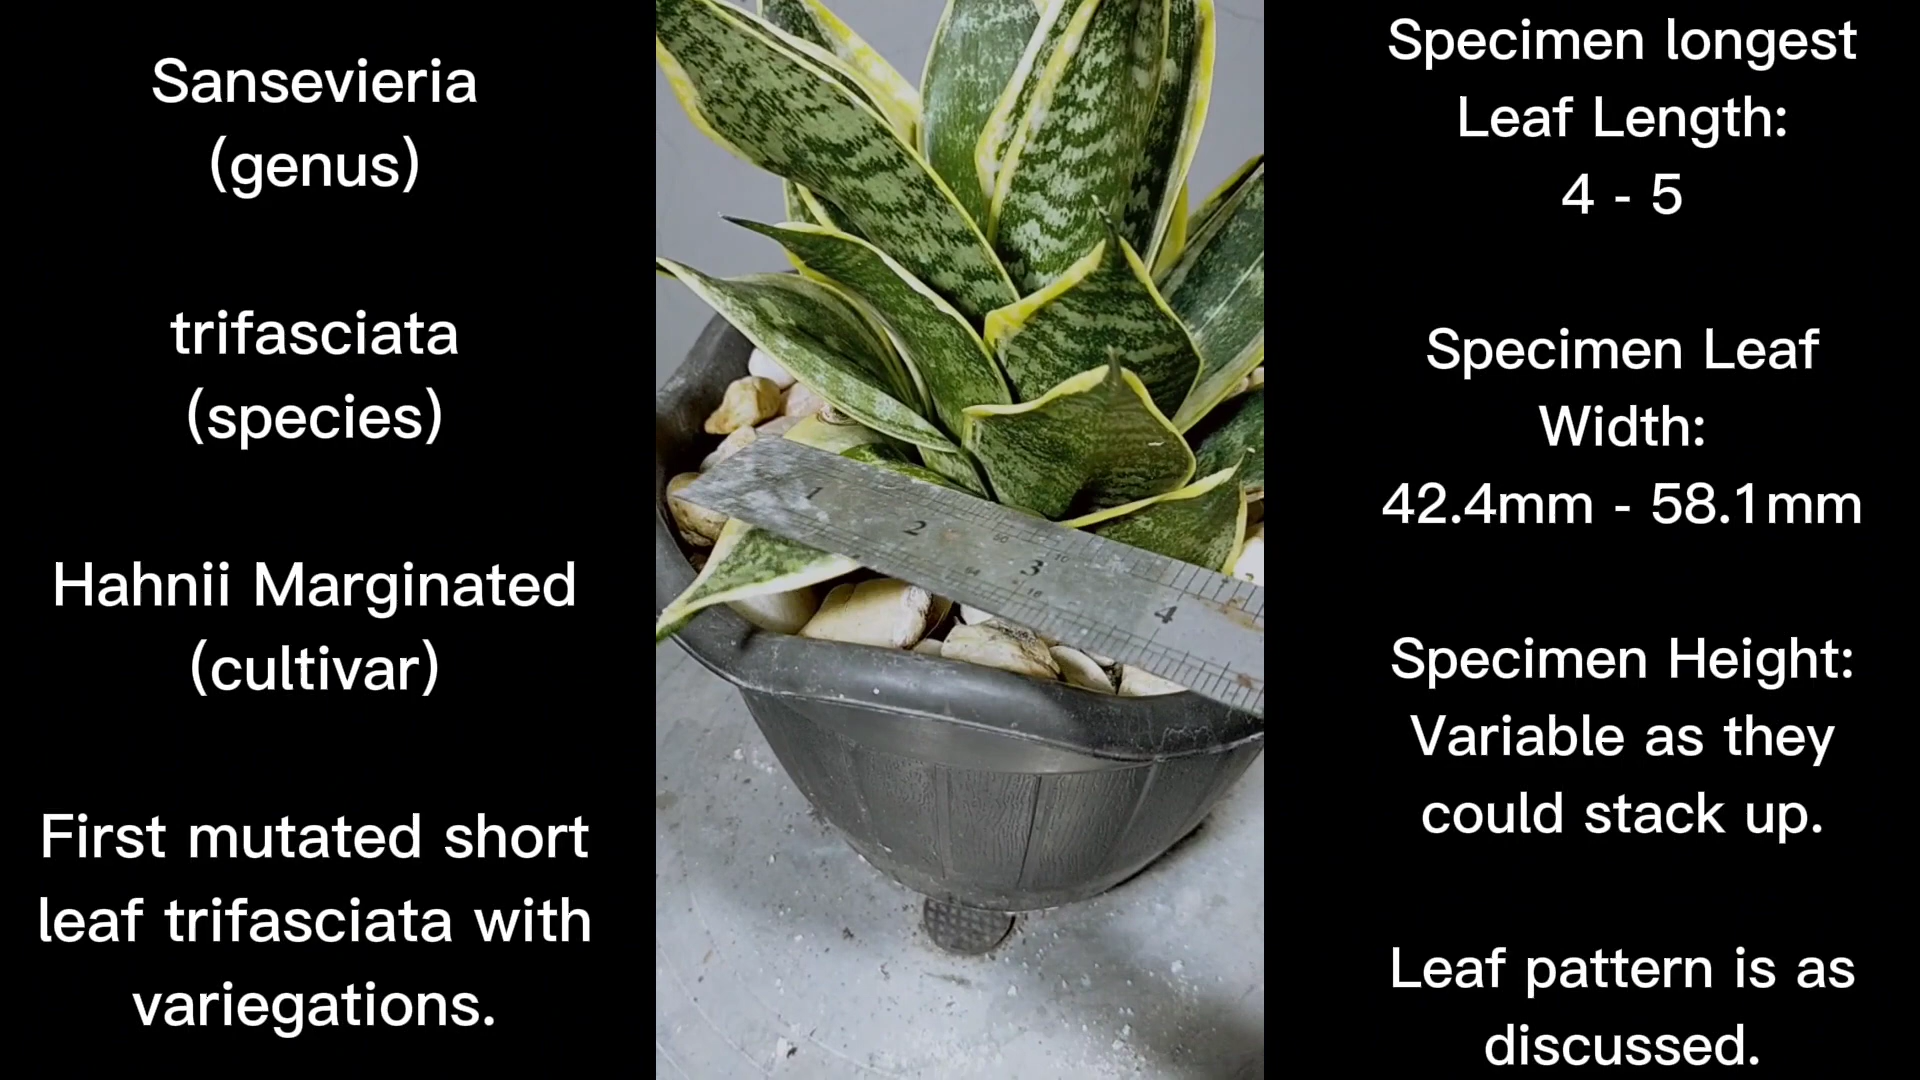 Sansevieria
(genus)
trifasciata
(species)
Hahnii Marginated
(cultivar)
First mutated short
leaf trifasciata with
variegations.
1
2
3
4
Specimen longest
Leaf Length:
4 - 5
Specimen Leaf
Width:
42.4mm - 58.1mm
Specimen Height:
Variable as they
could stack up.
Leaf pattern is as
discussed.